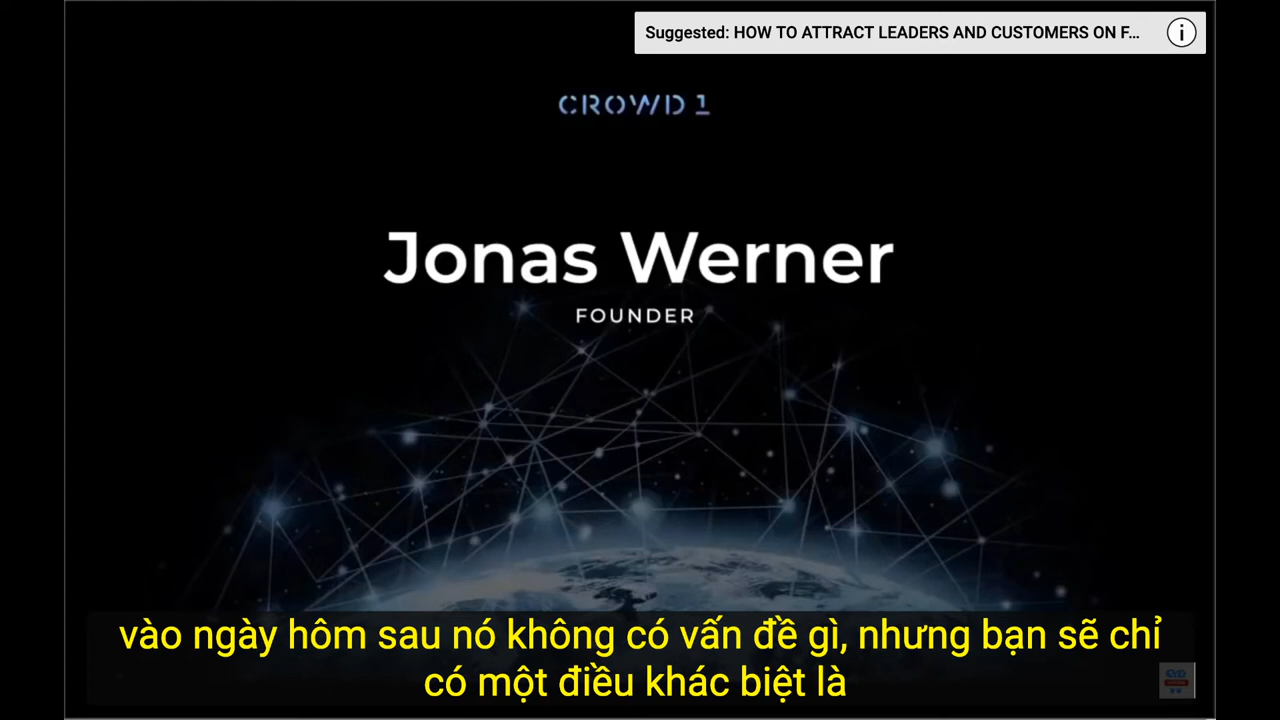 Suggested: HOW TO ATTRACT LEADERS AND CUSTOMERS ON F...
CROWD 1
Jonas Werner
FOUNDER
vào ngày hôm sau nó không có vấn đề gì, nhưng bạn sẽ chỉ
có một điều khác biệt là